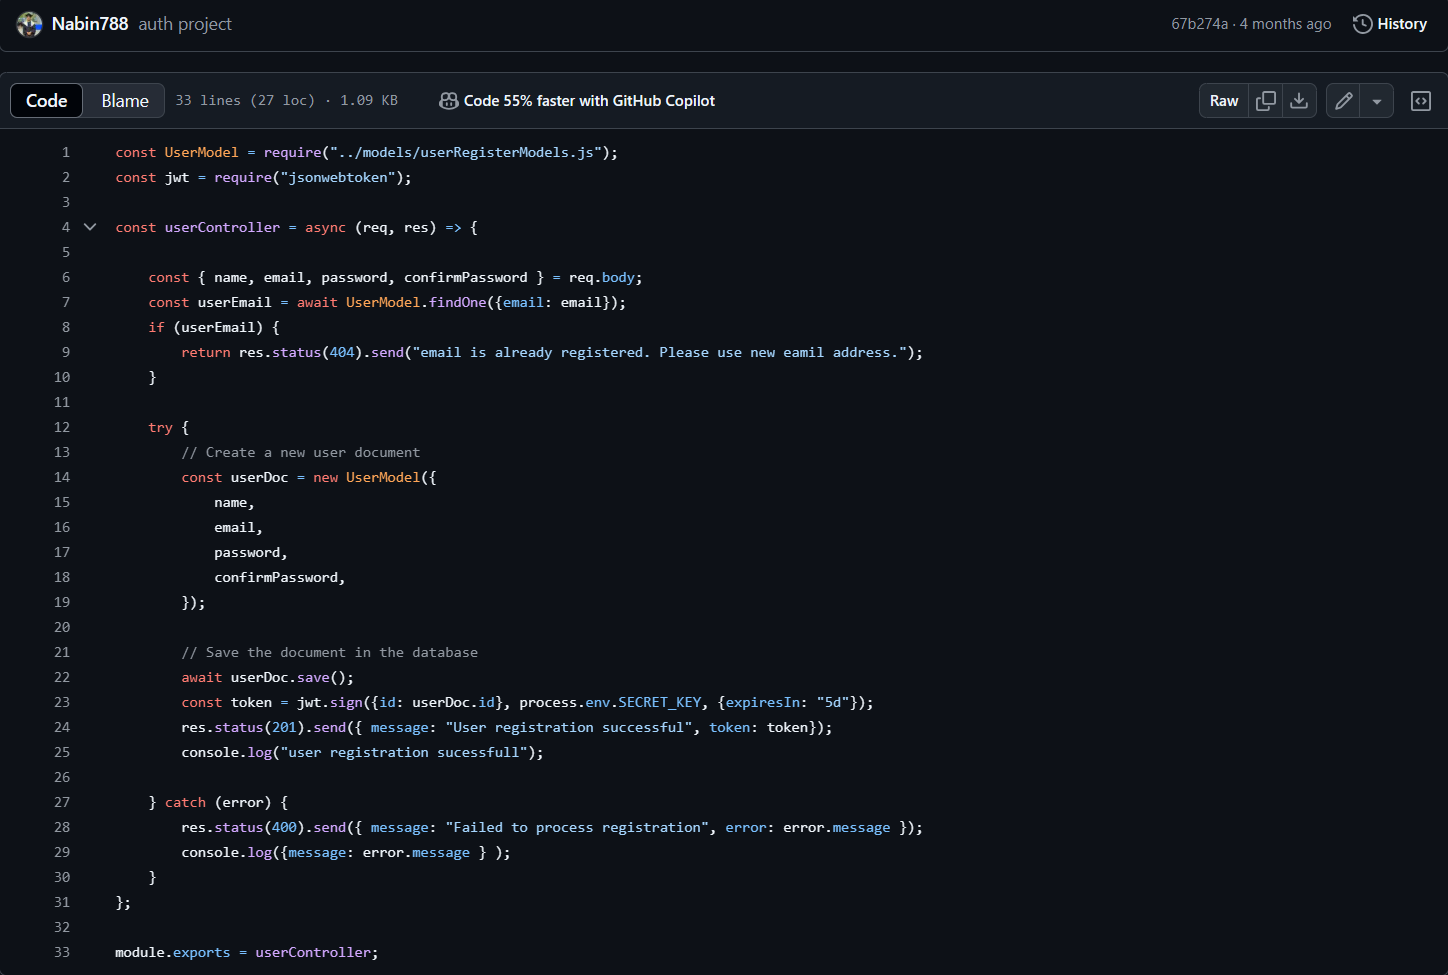 Nabin788 auth project 67b274a · 4 months ago History
Code Blame 33 lines (27 loc) · 1.09 KB Code 55% faster with GitHub Copilot Raw
1 const UserModel = require("../models/userRegisterModels.js");
2 const jwt = require("jsonwebtoken");
3
4 const userController = async (req, res) => {
5
6     const { name, email, password, confirmPassword } = req.body;
7     const userEmail = await UserModel.findOne({email: email});
8     if (userEmail) {
9         return res.status(404).send("email is already registered. Please use new eamil address.");
10     }
11
12     try {
13         // Create a new user document
14         const userDoc = new UserModel({
15             name,
16             email,
17             password,
18             confirmPassword,
19         });
20
21         // Save the document in the database
22         await userDoc.save();
23         const token = jwt.sign({id: userDoc.id}, process.env.SECRET_KEY, {expiresIn: "5d"});
24         res.status(201).send({ message: "User registration successful", token: token});
25         console.log("user registration sucessfull");
26
27     } catch (error) {
28         res.status(400).send({ message: "Failed to process registration", error: error.message });
29         console.log({message: error.message } );
30     }
31 };
32
33 module.exports = userController;